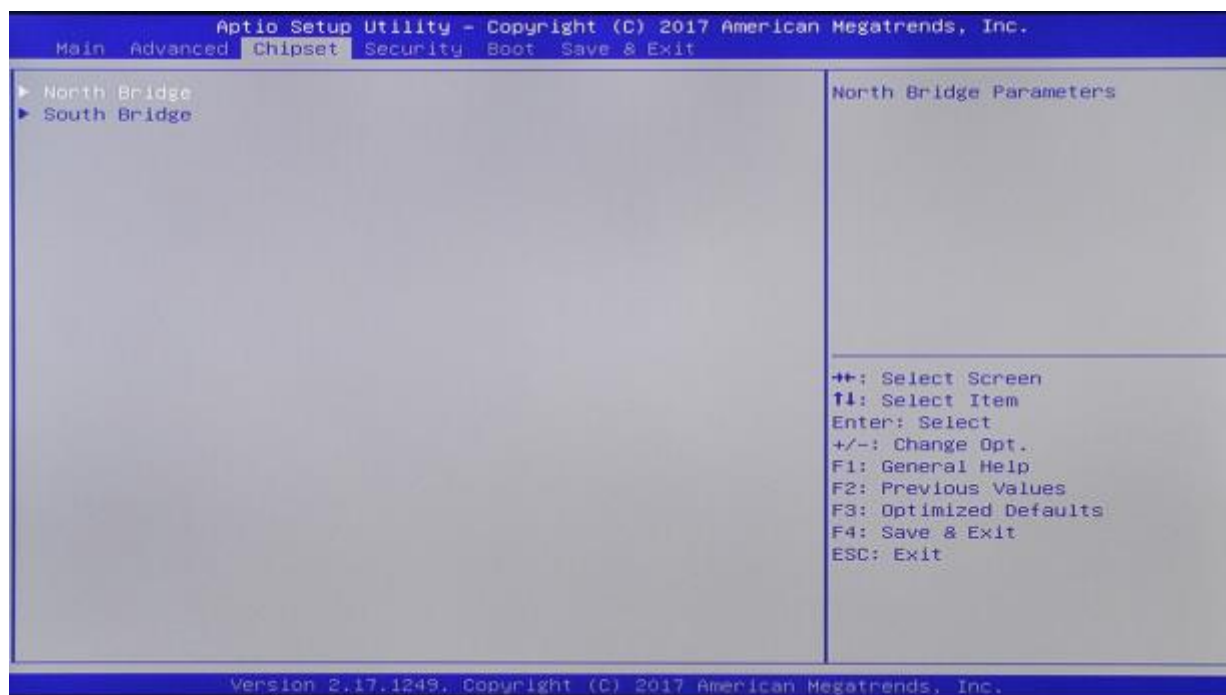 Aptio Setup Utility – Copyright (C) 2017 American Megatrends, Inc.
Main Advanced Chipset Security Boot Save & Exit
► North Bridge
► South Bridge
North Bridge Parameters
→←: Select Screen
↑↓: Select Item
Enter: Select
+/-: Change Opt.
F1: General Help
F2: Previous Values
F3: Optimized Defaults
F4: Save & Exit
ESC: Exit
Version 2.17.1249. Copyright (C) 2017 American Megatrends, Inc.